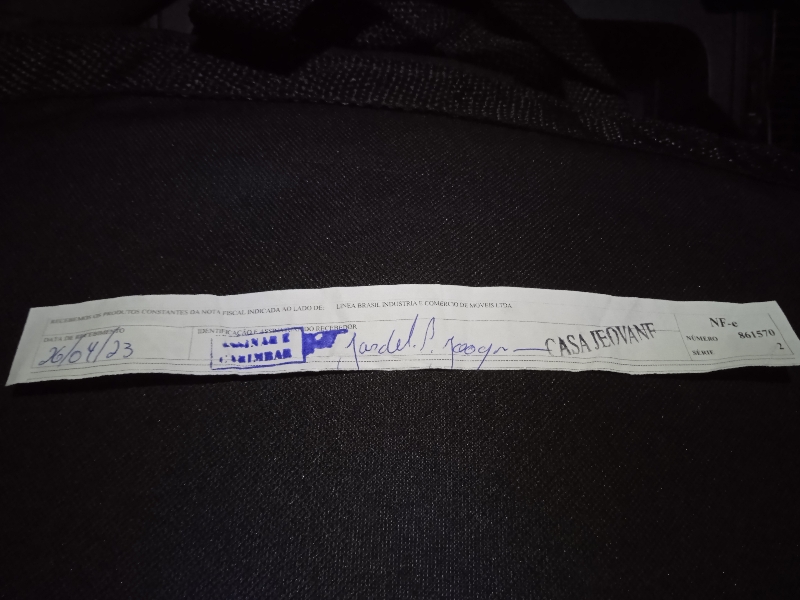 RECEBEMOS OS PRODUTOS CONSTANTES DA NOTA FISCAL INDICADA AO LADO DE: LINEA BRASIL INDUSTRIA E COMERCIO DE MOVEIS LTDA
DATA DE RECEBIMENTO
26/04/23
IDENTIFICAÇÃO E ASSINATURA DO RECEBEDOR
ASSINAR E
CARIMBAR
CASA JEOVANE
NF-e
NÚMERO 861570
SÉRIE 2